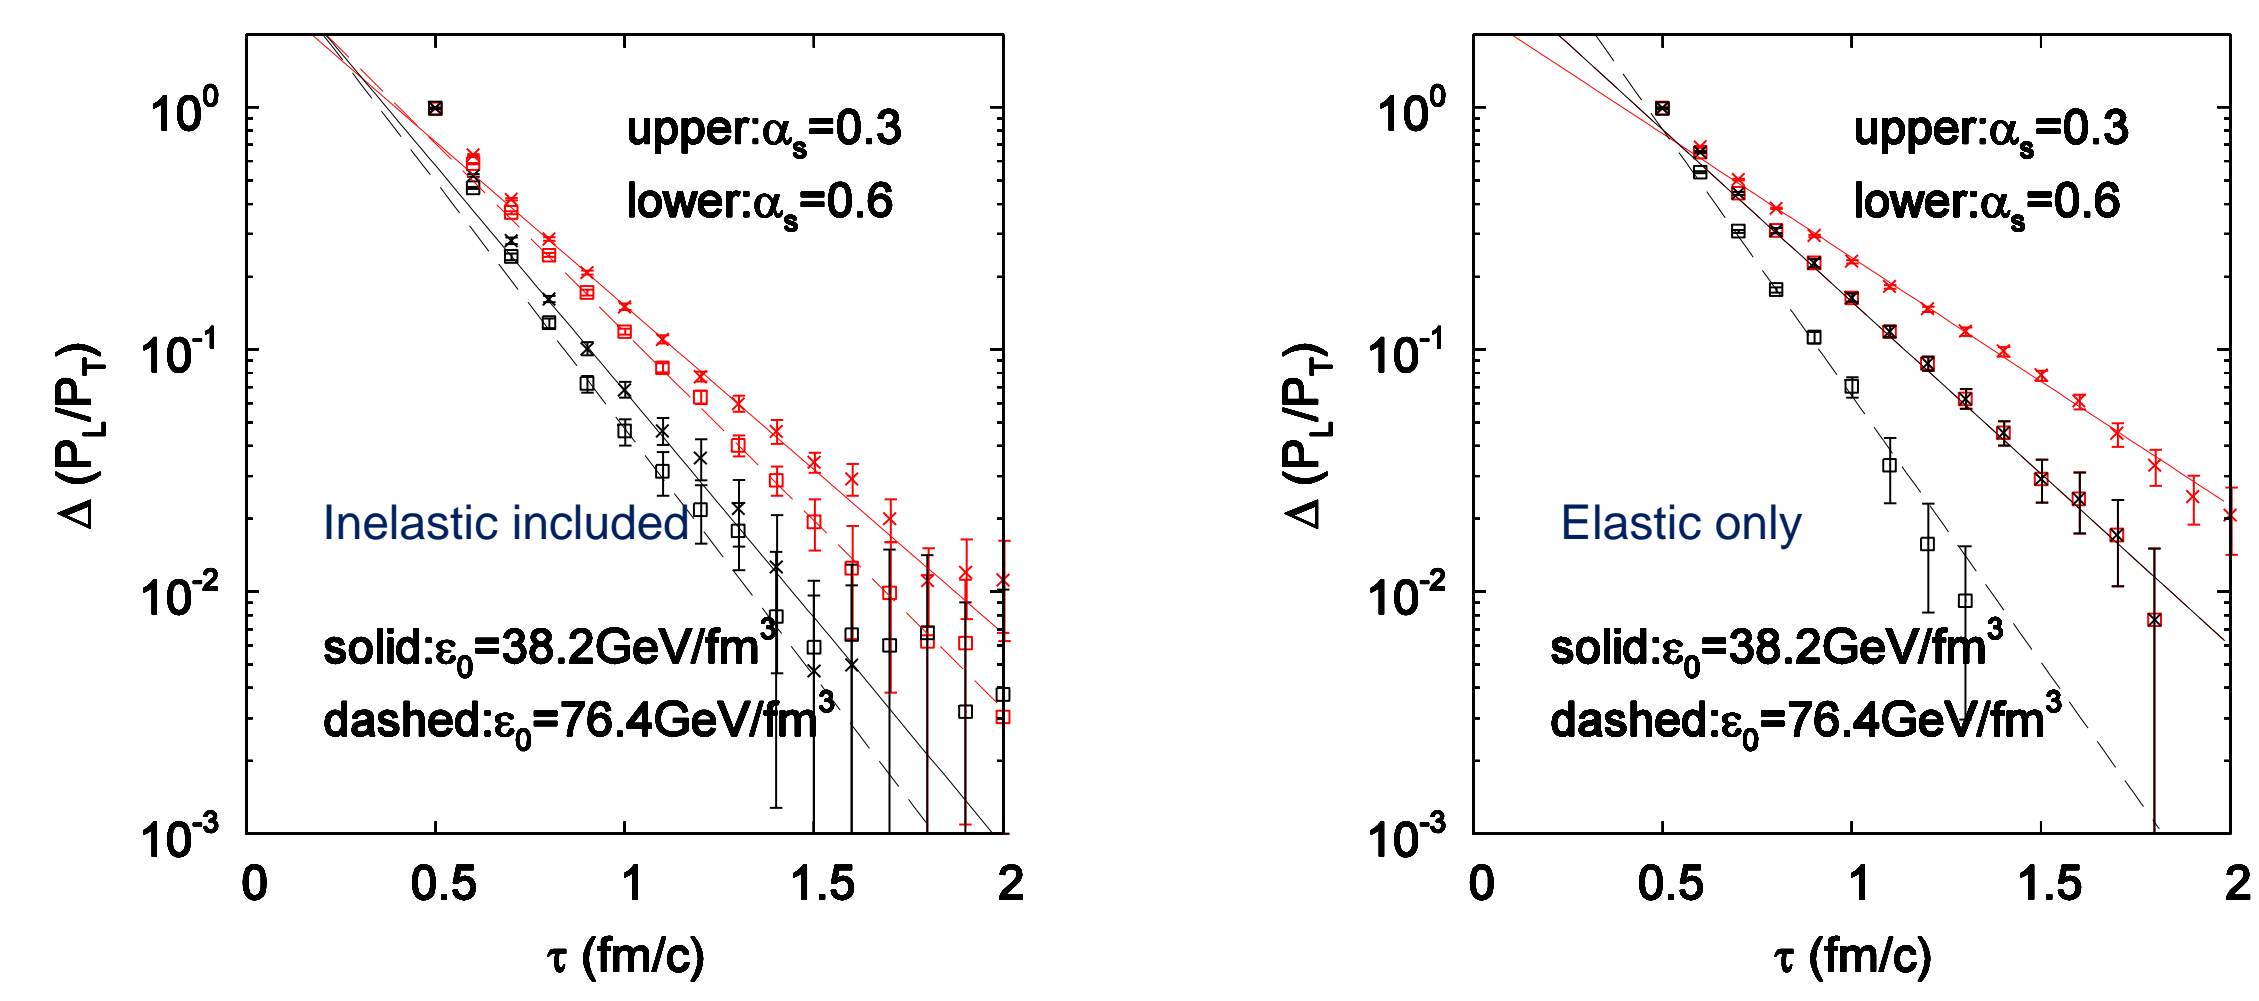 10^0
10^-1
10^-2
10^-3
Δ (P_L/P_T)
upper:α_s=0.3
lower:α_s=0.6
Inelastic included
solid:ε_0=38.2GeV/fm^3
dashed:ε_0=76.4GeV/fm^3
0 0.5 1 1.5 2
τ (fm/c)
10^0
10^-1
10^-2
10^-3
Δ (P_L/P_T)
upper:α_s=0.3
lower:α_s=0.6
Elastic only
solid:ε_0=38.2GeV/fm^3
dashed:ε_0=76.4GeV/fm^3
0 0.5 1 1.5 2
τ (fm/c)